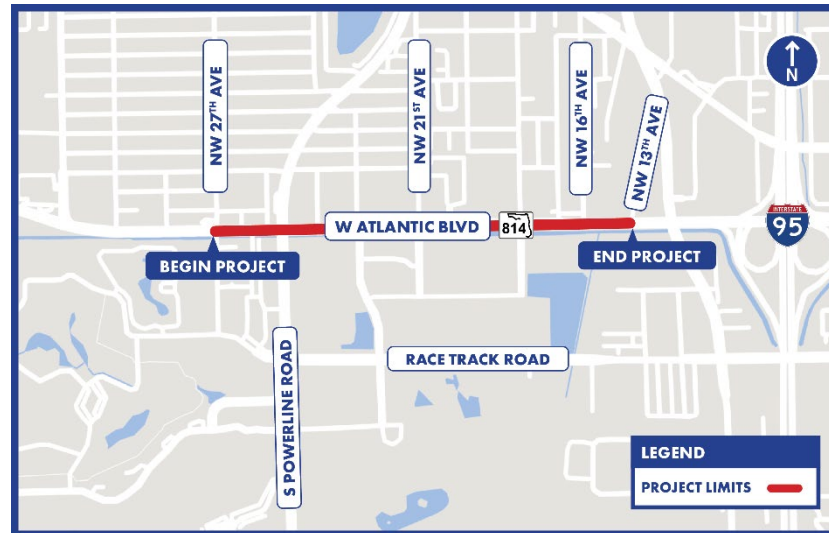 NW 27TH AVE
NW 21ST AVE
NW 16TH AVE
NW 13TH AVE
N
W ATLANTIC BLVD
814
INTERSTATE
95
BEGIN PROJECT
END PROJECT
S POWERLINE ROAD
RACE TRACK ROAD
LEGEND
PROJECT LIMITS